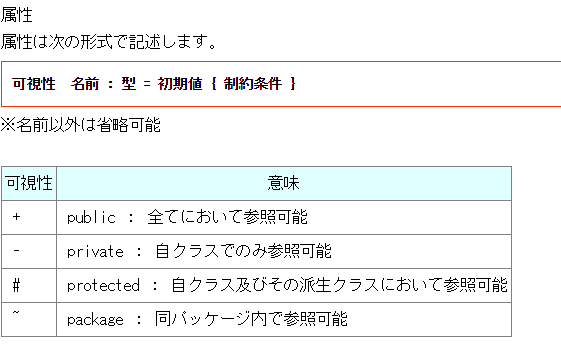 属性
属性は次の形式で記述します。
可視性 名前 : 型 = 初期値 { 制約条件 }
※名前以外は省略可能
可視性 意味
+ public : 全てにおいて参照可能
- private : 自クラスでのみ参照可能
# protected : 自クラス及びその派生クラスにおいて参照可能
~ package : 同パッケージ内で参照可能